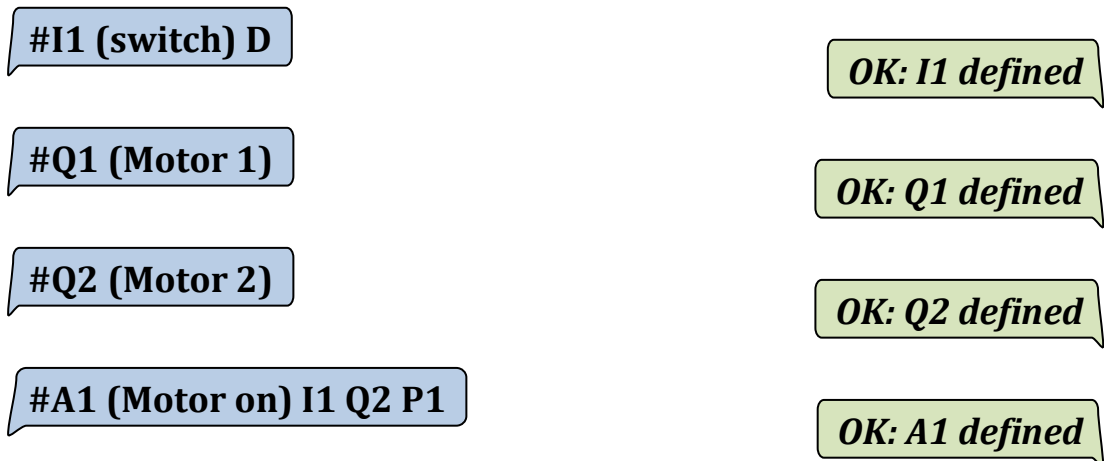 #I1 (switch) D
OK: I1 defined
#Q1 (Motor 1)
OK: Q1 defined
#Q2 (Motor 2)
OK: Q2 defined
#A1 (Motor on) I1 Q2 P1
OK: A1 defined